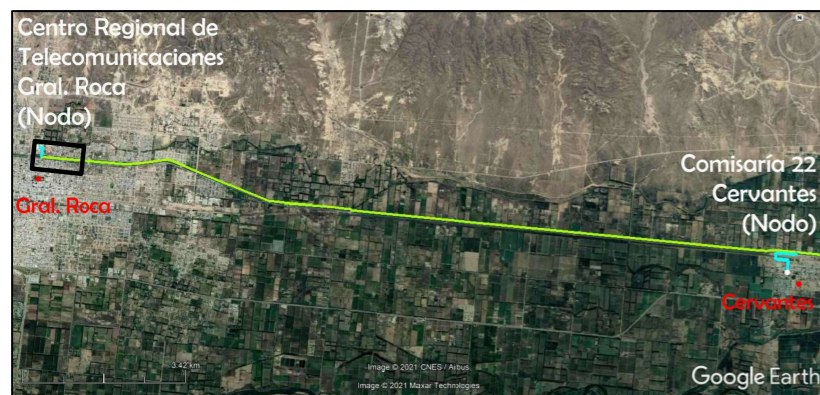 Centro Regional de
Telecomunicaciones
Gral. Roca
(Nodo)
Gral. Roca
Comisaría 22
Cervantes
(Nodo)
Cervantes
3.42 km
Image © 2021 CNES / Airbus
Image © 2021 Maxar Technologies
Google Earth
N